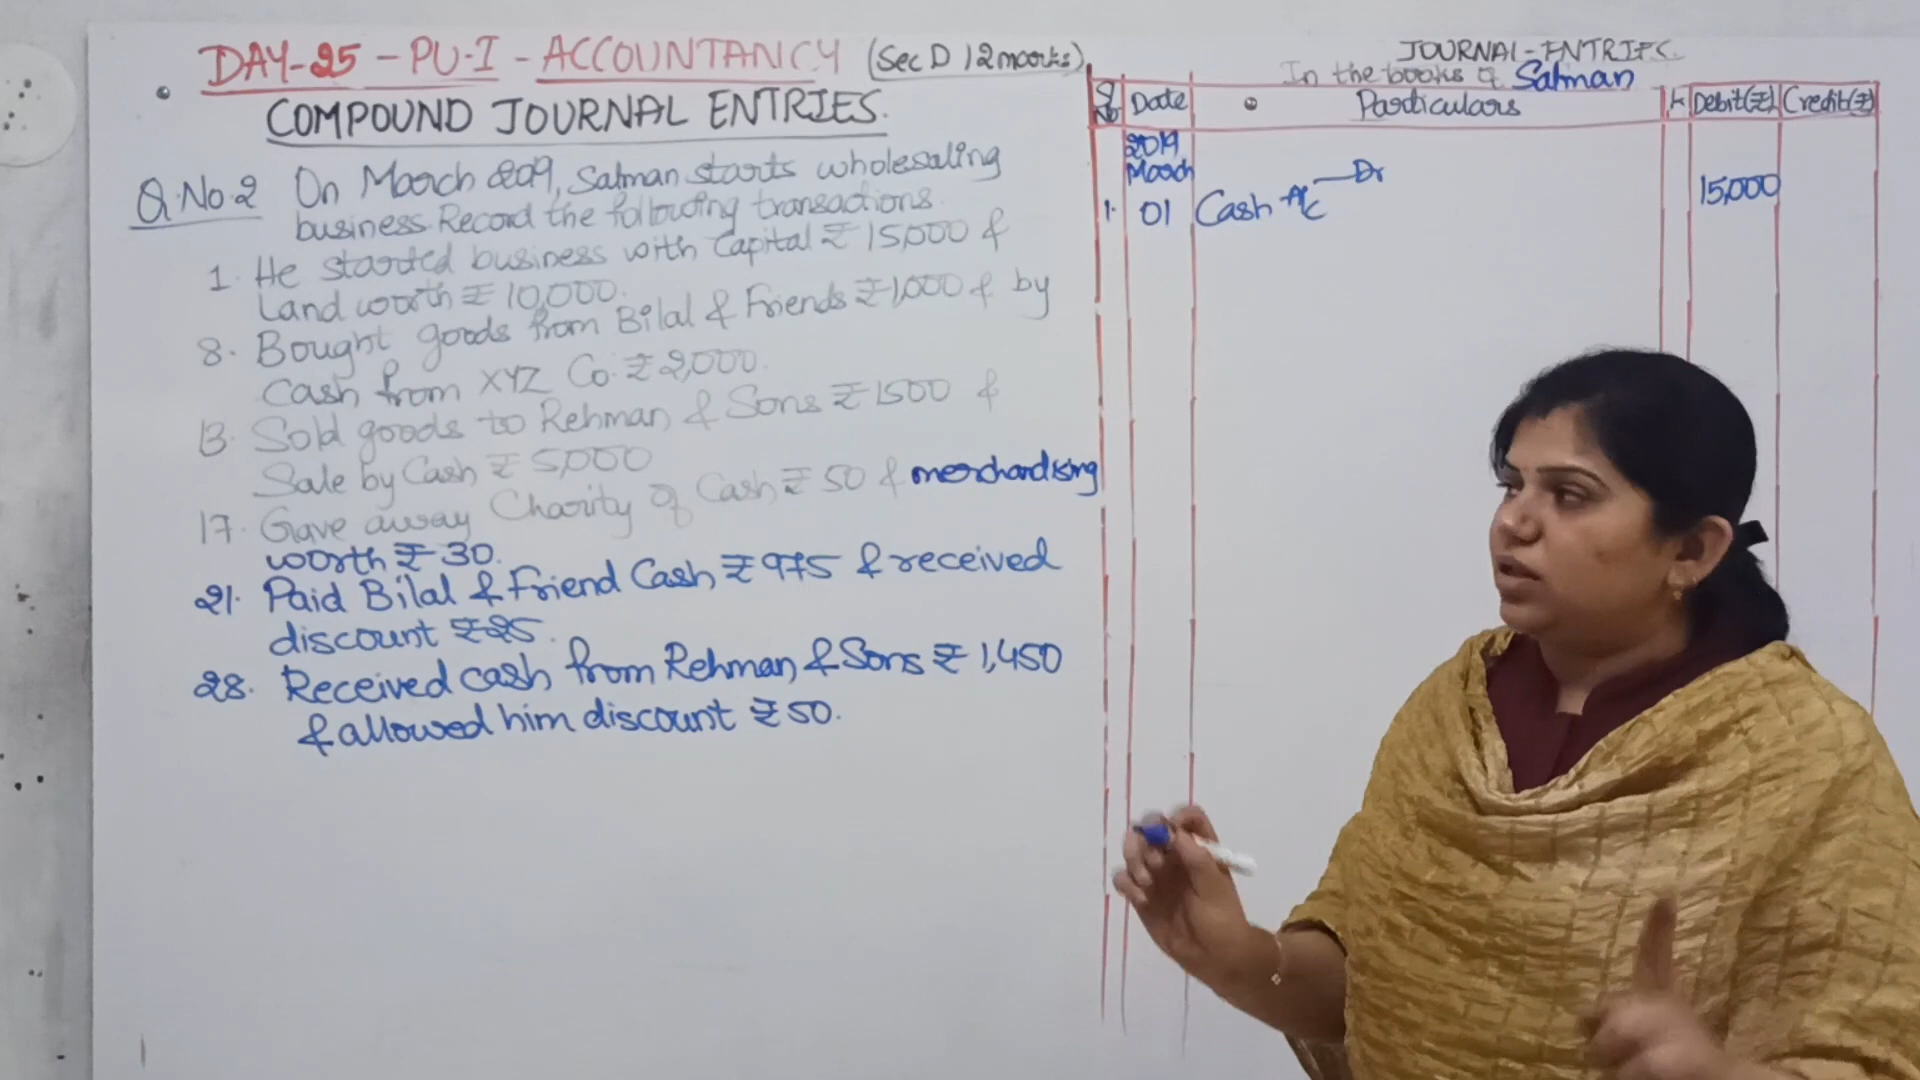 DAY-25 - PU-I - ACCOUNTANCY (Sec D 12 marks)
COMPOUND JOURNAL ENTRIES.
Q.No.2 On March 2019, Salman starts wholesaling
business. Record the following transactions.
1. He started business with Capital ₹ 15,000 &
Land worth ₹ 10,000.
8. Bought goods from Bilal & Friends ₹ 1,000 & by
Cash from XYZ Co. ₹ 2,000.
13. Sold goods to Rehman & Sons ₹ 1500 &
Sale by Cash ₹ 5,000
17. Gave away Charity of Cash ₹ 50 & merchandising
worth ₹ 30.
21. Paid Bilal & Friend Cash ₹ 975 & received
discount ₹ 25.
28. Received cash from Rehman & Sons ₹ 1,450
& allowed him discount ₹ 50.
JOURNAL-ENTRIES.
In the books of Salman
Sl No Date Particulars LF Debit(₹) Credit(₹)
2019
March
1. 01 Cash A/c — Dr 15,000